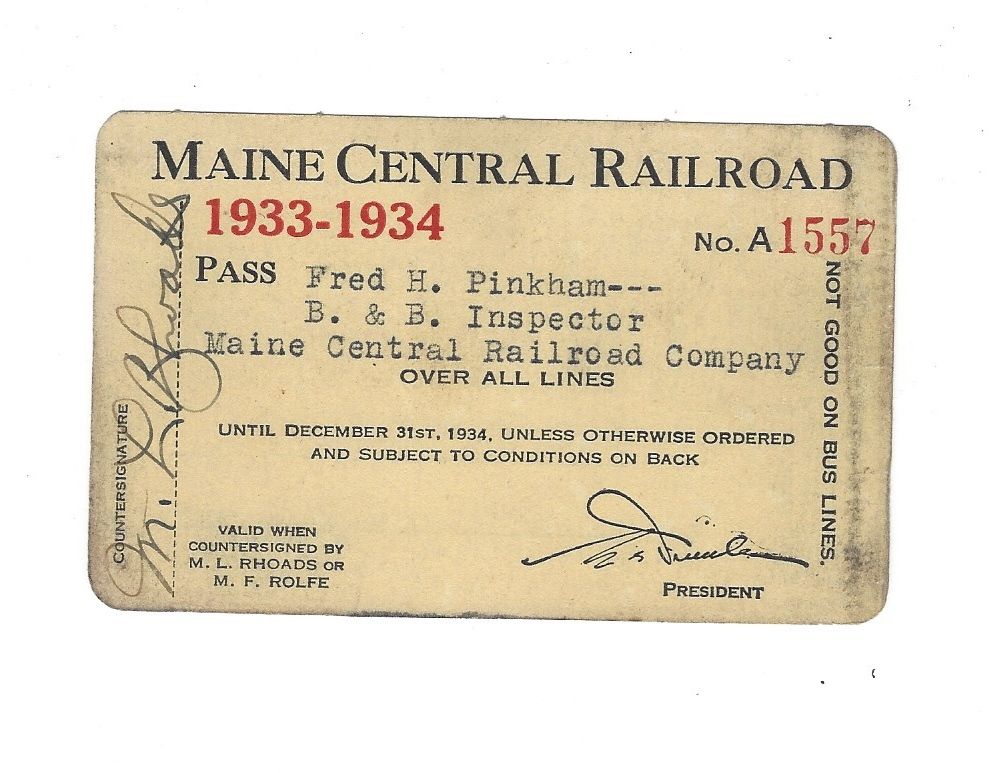 MAINE CENTRAL RAILROAD
1933-1934
No. A1557
PASS Fred H. Pinkham---
B. & B. Inspector
Maine Central Railroad Company
OVER ALL LINES
UNTIL DECEMBER 31ST, 1934, UNLESS OTHERWISE ORDERED
AND SUBJECT TO CONDITIONS ON BACK
VALID WHEN
COUNTERSIGNED BY
M. L. RHOADS OR
M. F. ROLFE
PRESIDENT
COUNTERSIGNATURE
M. L. Rhoads
NOT GOOD ON BUS LINES.